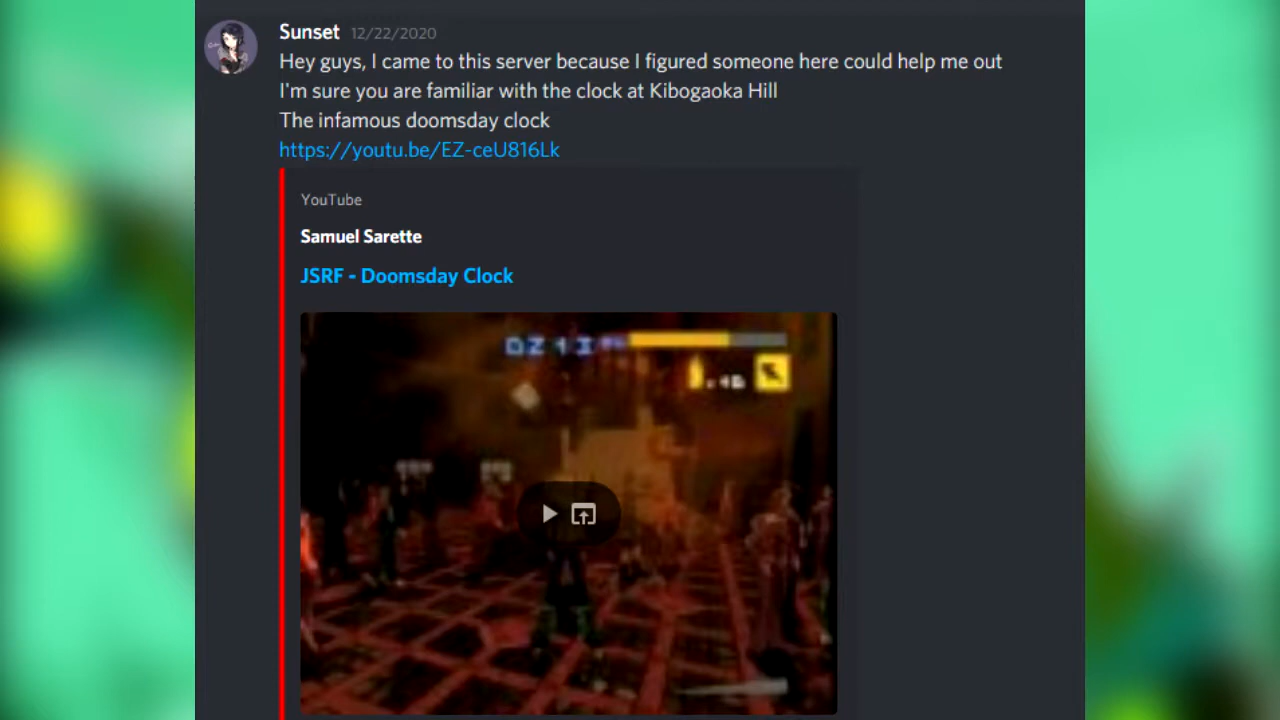 Sunset 12/22/2020
Hey guys, I came to this server because I figured someone here could help me out
I'm sure you are familiar with the clock at Kibogaoka Hill
The infamous doomsday clock
https://youtu.be/EZ-ceU816Lk
YouTube
Samuel Sarette
JSRF - Doomsday Clock